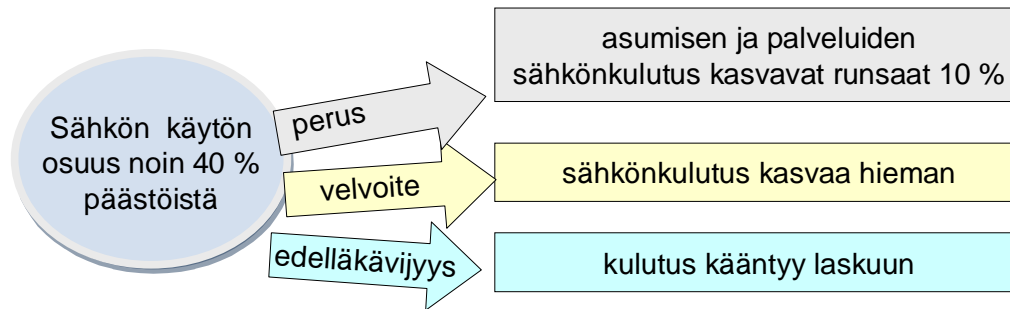 Sähkön käytön
osuus noin 40 %
päästöistä
perus
asumisen ja palveluiden
sähkönkulutus kasvavat runsaat 10 %
velvoite
sähkönkulutus kasvaa hieman
edelläkävijyys
kulutus kääntyy laskuun